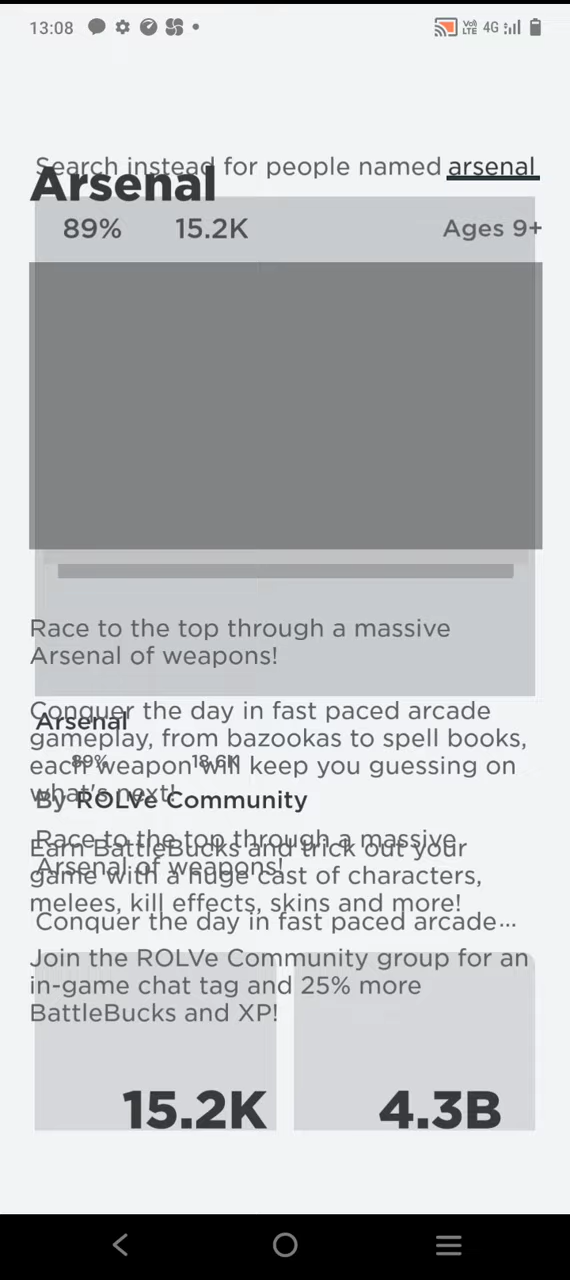 13:08
VoLTE 4G
Search instead for people named arsenal
Arsenal
89% 15.2K Ages 9+
Race to the top through a massive
Arsenal of weapons!
Conquer the day in fast paced arcade
Arsenal
gameplay, from bazookas to spell books,
89% 18.6K
each weapon will keep you guessing on
what's next!
By ROLVe Community
Race to the top through a massive
Earn BattleBucks and trick out your
Arsenal of weapons!
game with a huge cast of characters,
melees, kill effects, skins and more!
Conquer the day in fast paced arcade...
Join the ROLVe Community group for an
in-game chat tag and 25% more
BattleBucks and XP!
15.2K 4.3B